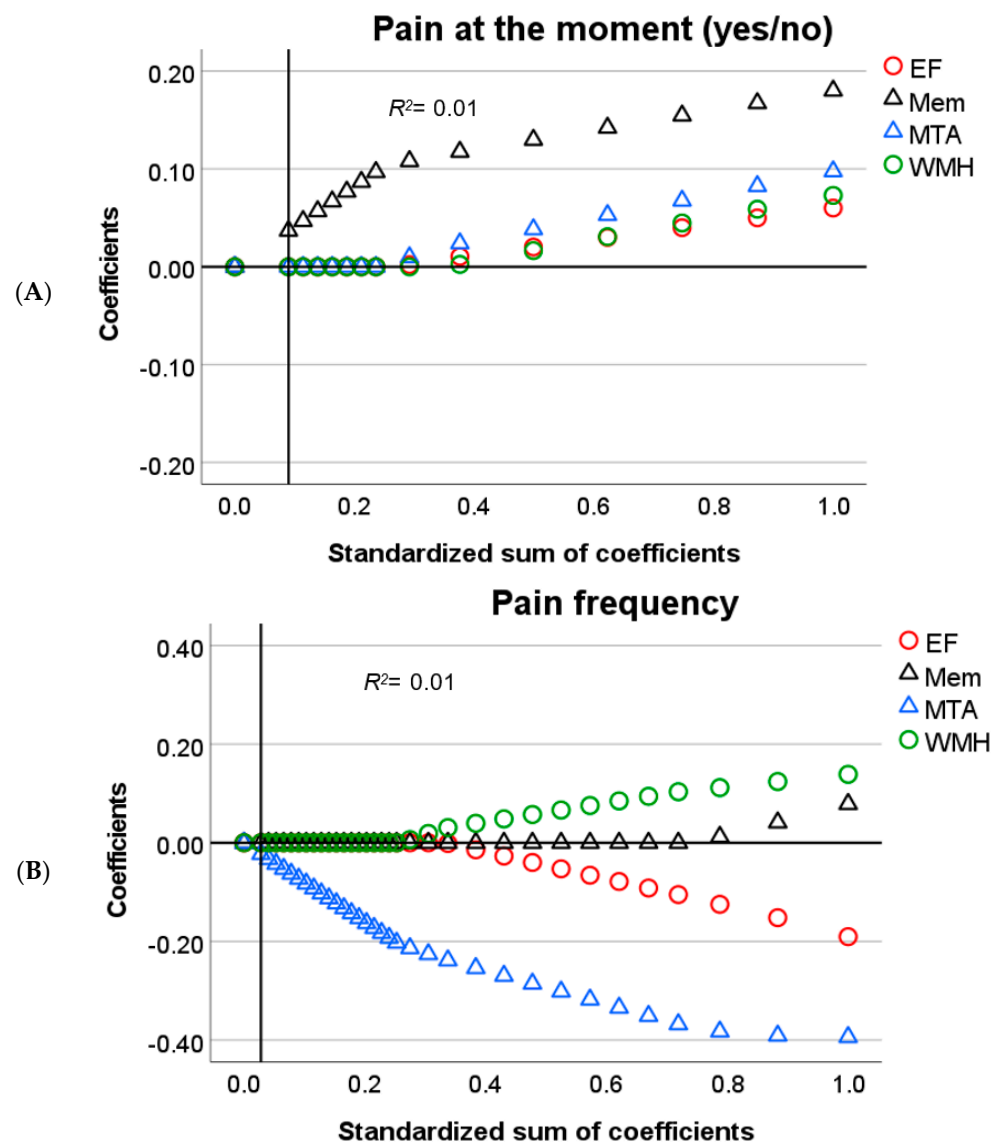 Pain at the moment (yes/no)
EF
Mem
MTA
WMH
R²= 0.01
0.20
0.10
0.00
-0.10
-0.20
Coefficients
(A)
0.0 0.2 0.4 0.6 0.8 1.0
Standardized sum of coefficients
Pain frequency
EF
Mem
MTA
WMH
R²= 0.01
0.40
0.20
0.00
-0.20
-0.40
Coefficients
(B)
0.0 0.2 0.4 0.6 0.8 1.0
Standardized sum of coefficients